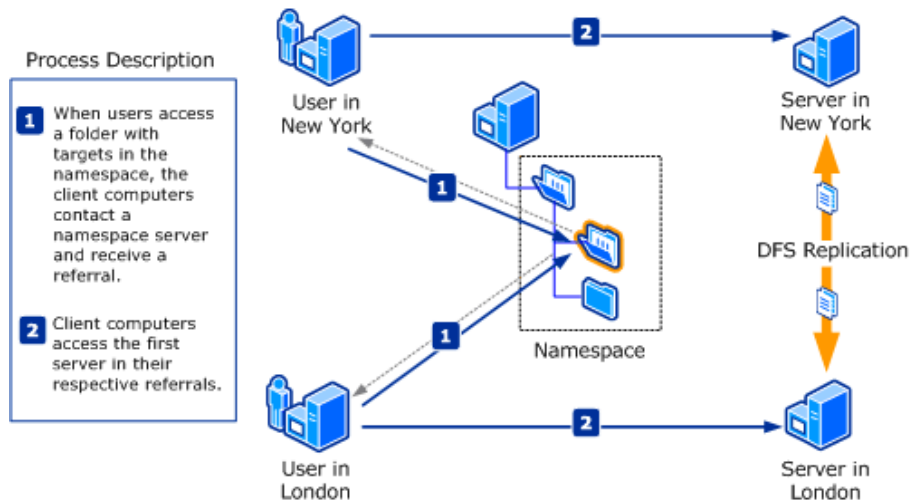 Process Description
1
When users access
a folder with
targets in the
namespace, the
client computers
contact a
namespace server
and receive a
referral.
2
Client computers
access the first
server in their
respective referrals.
User in
New York
2
Server in
New York
1
DFS Replication
1
Namespace
User in
London
2
Server in
London